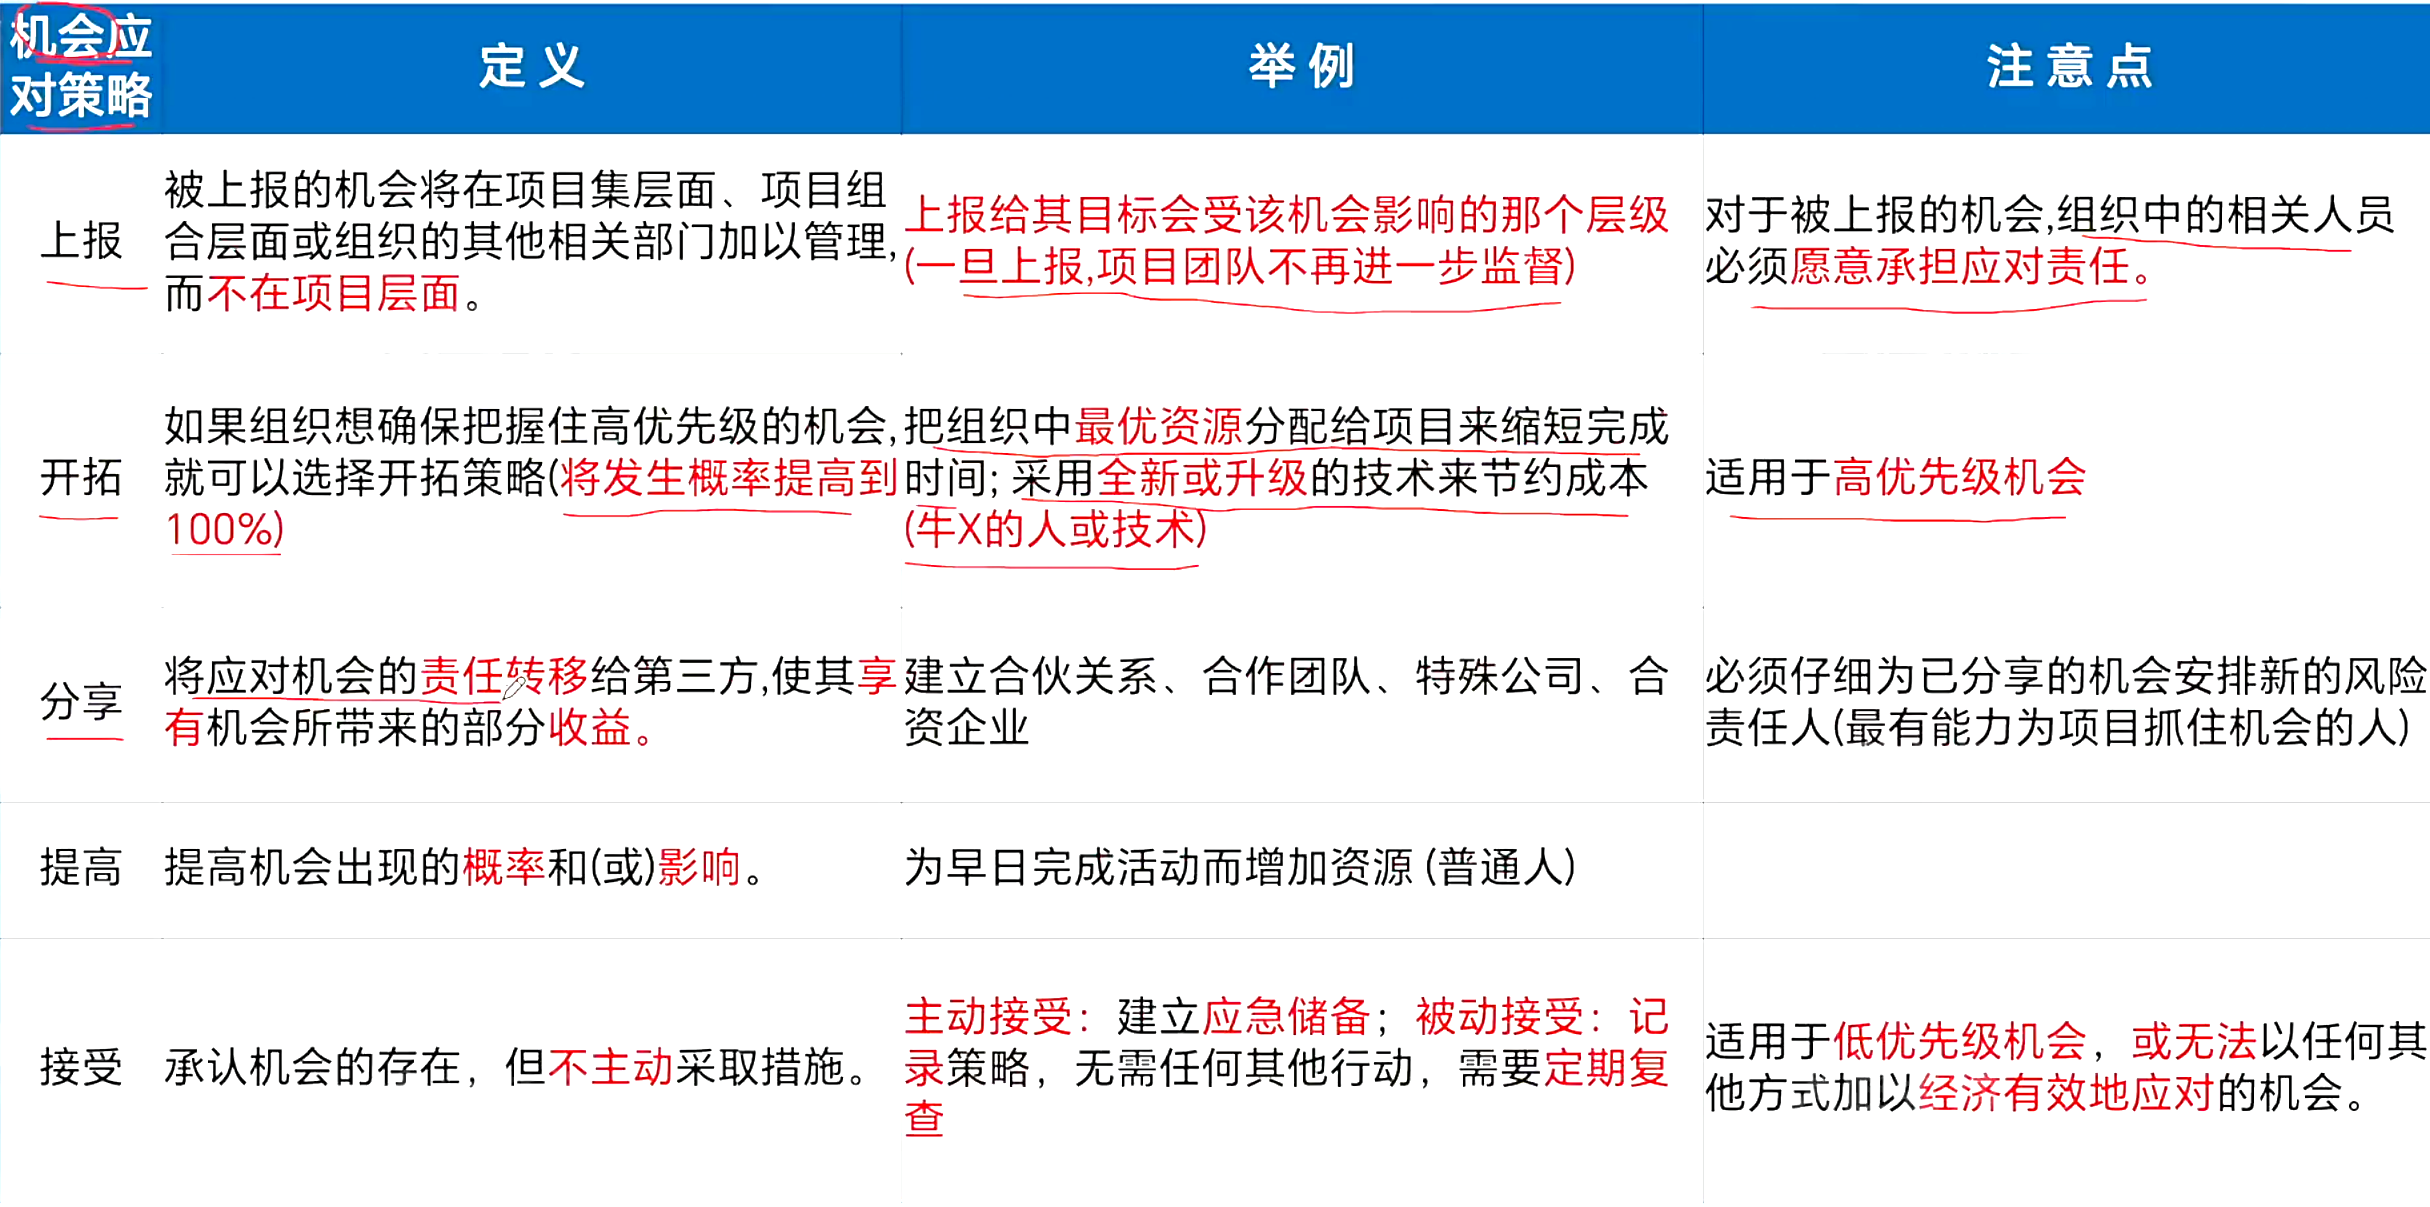 机会应
对策略
定义
举例
注意点
上报
被上报的机会将在项目集层面、项目组
合层面或组织的其他相关部门加以管理,
而不在项目层面。
上报给其目标会受该机会影响的那个层级
(一旦上报,项目团队不再进一步监督)
对于被上报的机会,组织中的相关人员
必须愿意承担应对责任。
开拓
如果组织想确保把握住高优先级的机会,
就可以选择开拓策略(将发生概率提高到
100%)
把组织中最优资源分配给项目来缩短完成
时间; 采用全新或升级的技术来节约成本
(牛X的人或技术)
适用于高优先级机会
分享
将应对机会的责任转移给第三方,使其享
有机会所带来的部分收益。
建立合伙关系、合作团队、特殊公司、合
资企业
必须仔细为已分享的机会安排新的风险
责任人(最有能力为项目抓住机会的人)
提高
提高机会出现的概率和(或)影响。
为早日完成活动而增加资源 (普通人)
接受
承认机会的存在，但不主动采取措施。
主动接受：建立应急储备；被动接受：记
录策略，无需任何其他行动，需要定期复
查
适用于低优先级机会，或无法以任何其
他方式加以经济有效地应对的机会。